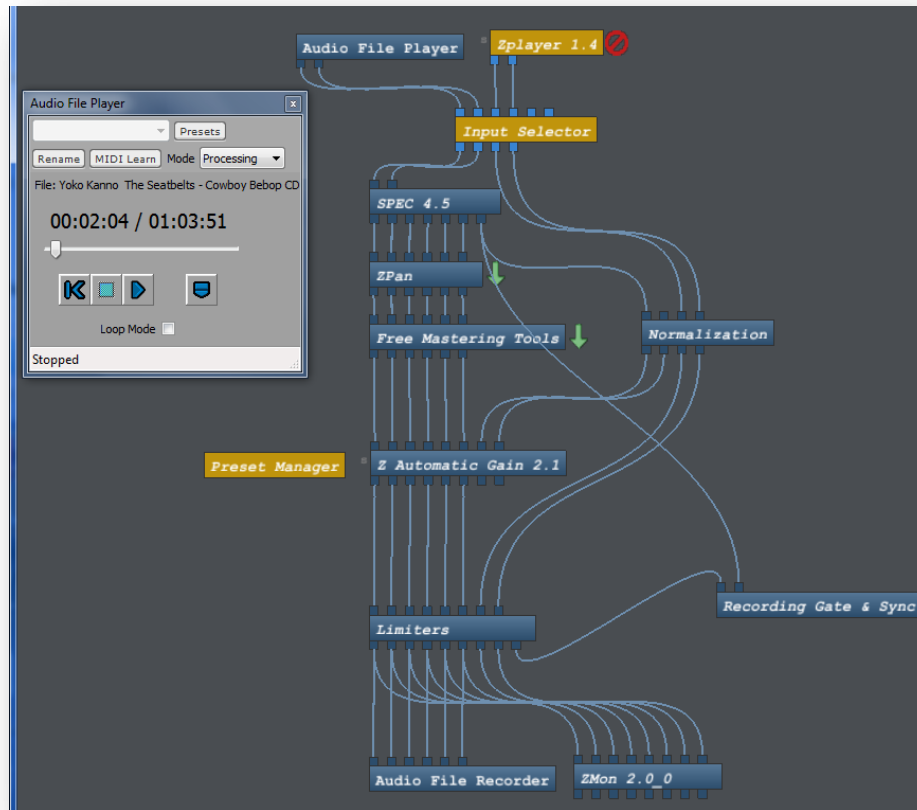 Audio File Player
Zplayer 1.4
Audio File Player
x
Presets
Input Selector
Rename
MIDI Learn
Mode
Processing
File: Yoko Kanno The Seatbelts - Cowboy Bebop CD
SPEC 4.5
00:02:04 / 01:03:51
ZPan
Loop Mode
Free Mastering Tools
Normalization
Stopped
Preset Manager
Z Automatic Gain 2.1
Recording Gate & Sync
Limiters
Audio File Recorder
ZMon 2.0_0